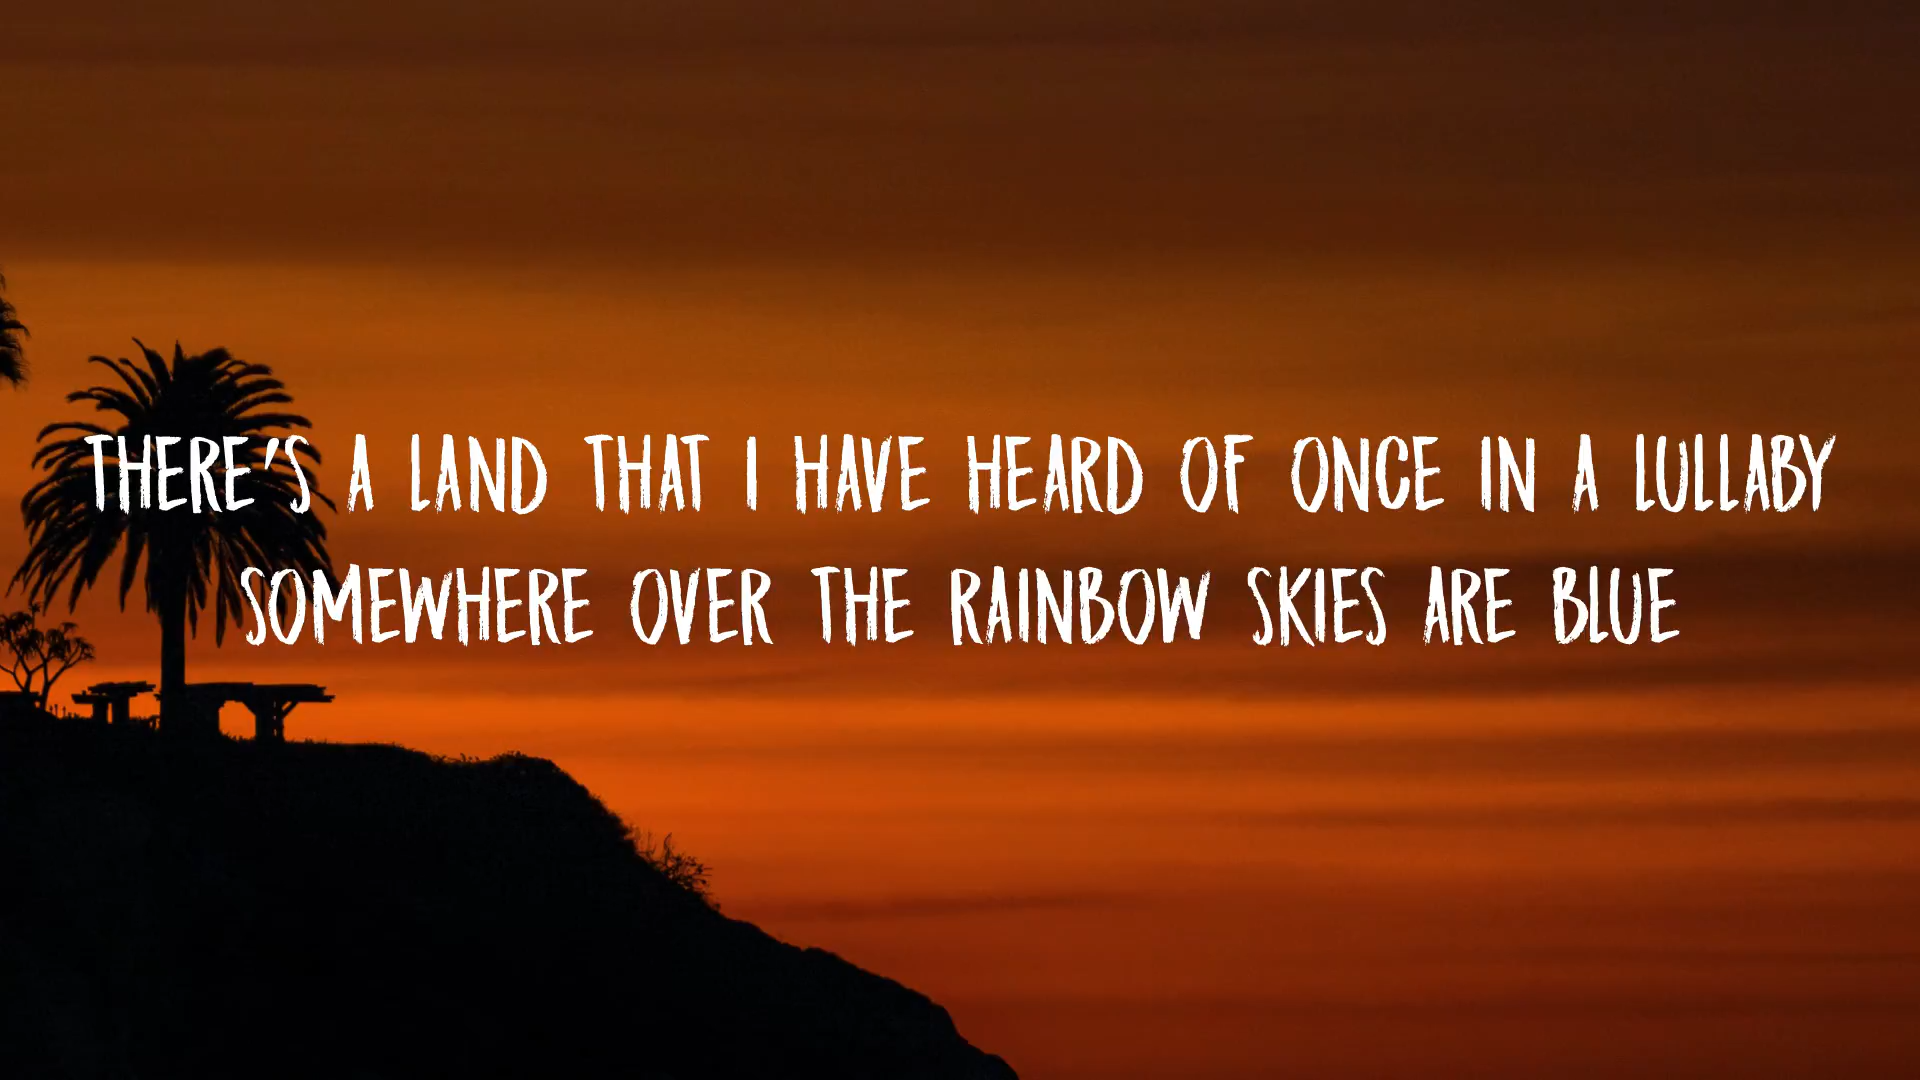 THERE'S A LAND THAT I HAVE HEARD OF ONCE IN A LULLABY
SOMEWHERE OVER THE RAINBOW SKIES ARE BLUE